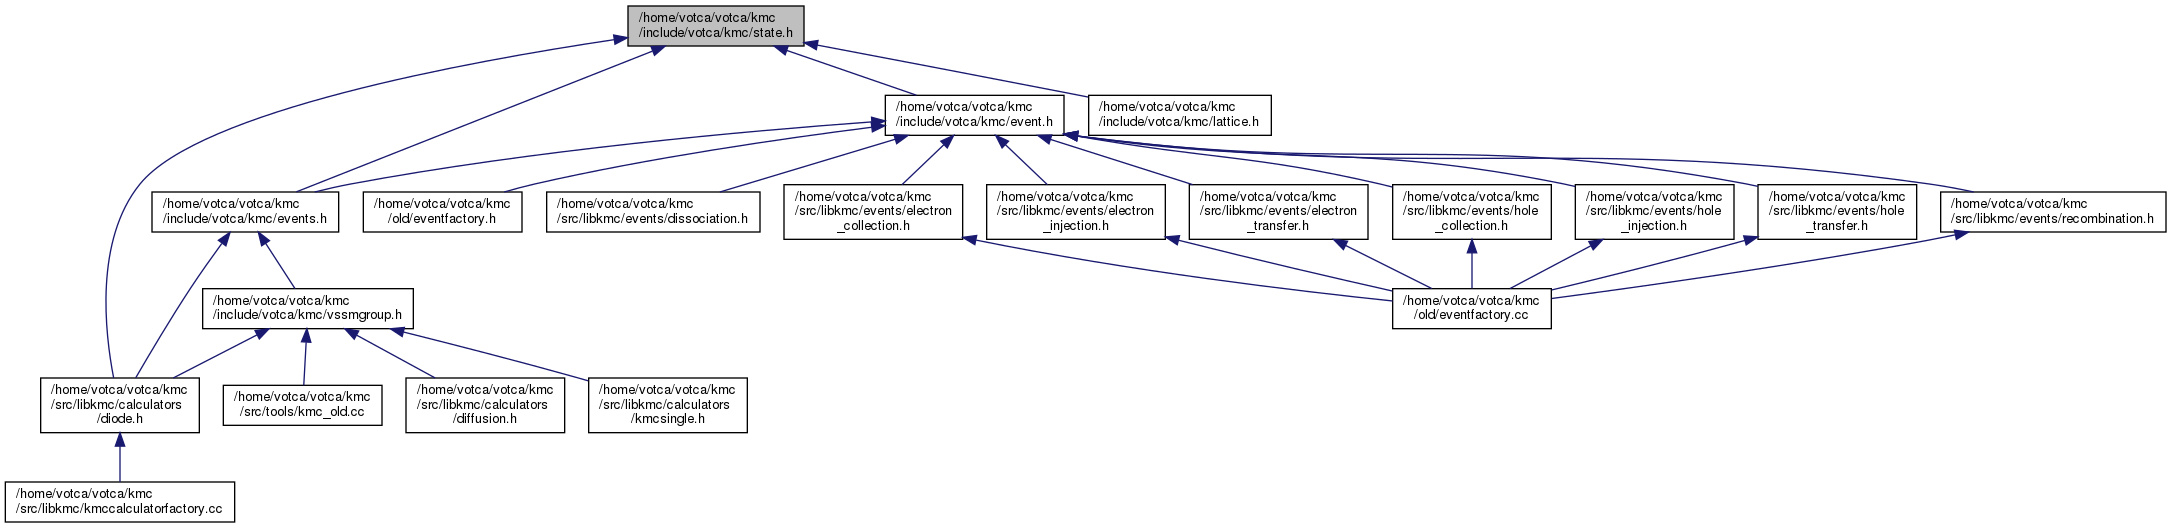 /home/votca/votca/kmc
/include/votca/kmc/state.h
/home/votca/votca/kmc
/include/votca/kmc/event.h
/home/votca/votca/kmc
/include/votca/kmc/lattice.h
/home/votca/votca/kmc
/include/votca/kmc/events.h
/home/votca/votca/kmc
/old/eventfactory.h
/home/votca/votca/kmc
/src/libkmc/events/dissociation.h
/home/votca/votca/kmc
/src/libkmc/events/electron
_collection.h
/home/votca/votca/kmc
/src/libkmc/events/electron
_injection.h
/home/votca/votca/kmc
/src/libkmc/events/electron
_transfer.h
/home/votca/votca/kmc
/src/libkmc/events/hole
_collection.h
/home/votca/votca/kmc
/src/libkmc/events/hole
_injection.h
/home/votca/votca/kmc
/src/libkmc/events/hole
_transfer.h
/home/votca/votca/kmc
/src/libkmc/events/recombination.h
/home/votca/votca/kmc
/include/votca/kmc/vssmgroup.h
/home/votca/votca/kmc
/old/eventfactory.cc
/home/votca/votca/kmc
/src/libkmc/calculators
/diode.h
/home/votca/votca/kmc
/src/tools/kmc_old.cc
/home/votca/votca/kmc
/src/libkmc/calculators
/diffusion.h
/home/votca/votca/kmc
/src/libkmc/calculators
/kmcsingle.h
/home/votca/votca/kmc
/src/libkmc/kmccalculatorfactory.cc